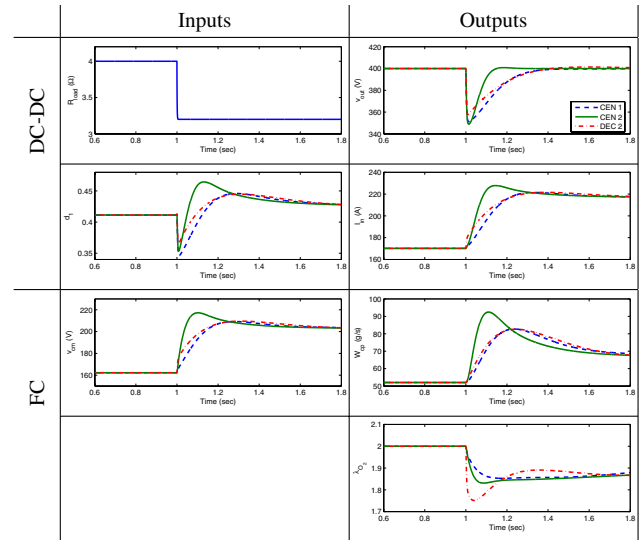 Inputs
Outputs
DC-DC
R_load (Ω)
4
3
0.6 0.8 1 1.2 1.4 1.6 1.8
Time (sec)
v_out (V)
420
400
380
360
340
0.6 0.8 1 1.2 1.4 1.6 1.8
Time (sec)
CEN 1
CEN 2
DEC 2
d_1
0.45
0.4
0.35
0.6 0.8 1 1.2 1.4 1.6 1.8
Time (sec)
I_in (A)
240
220
200
180
160
0.6 0.8 1 1.2 1.4 1.6 1.8
Time (sec)
FC
v_cm (V)
220
200
180
160
0.6 0.8 1 1.2 1.4 1.6 1.8
Time (sec)
W_cp (g/s)
100
90
80
70
60
50
0.6 0.8 1 1.2 1.4 1.6 1.8
Time (sec)
λ_O_2
2.1
2
1.9
1.8
1.7
0.6 0.8 1 1.2 1.4 1.6 1.8
Time (sec)